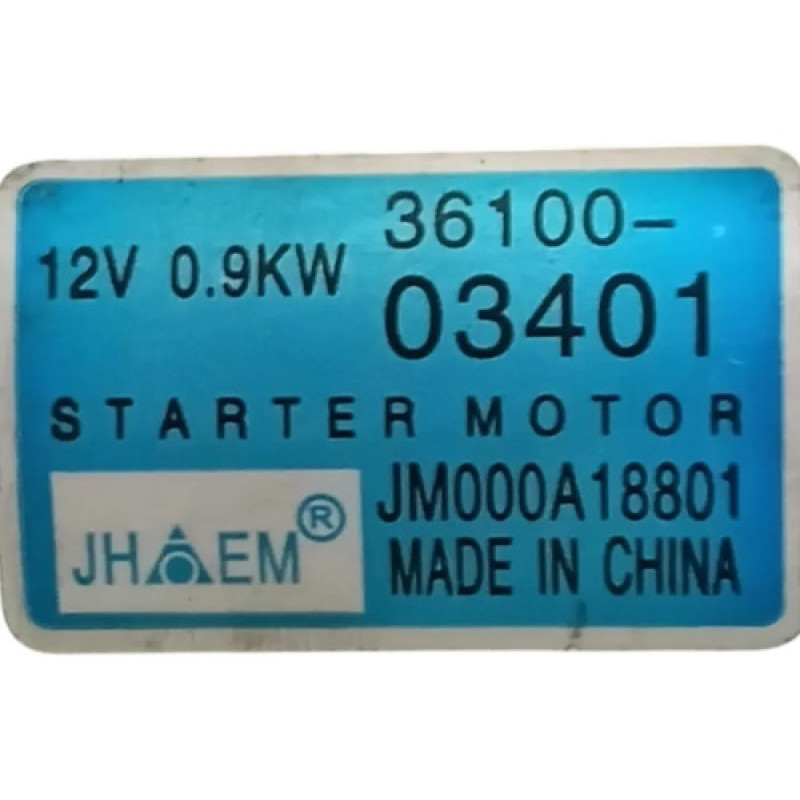 12V 0.9KW
36100-
03401
STARTER MOTOR
JHAEM®
JM000A18801
MADE IN CHINA